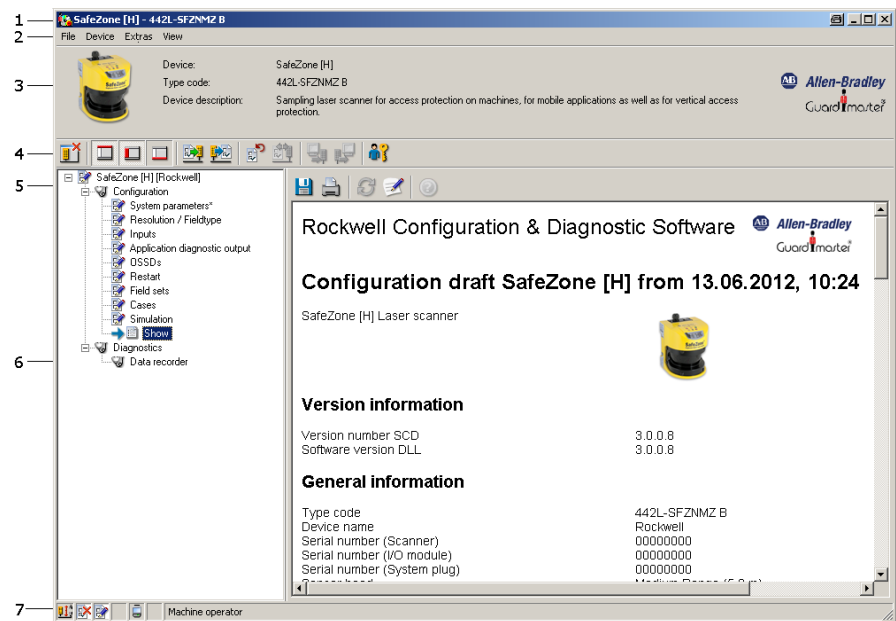 1
SafeZone [H] - 442L-SFZNMZ B
2
File Device Extras View
3
Device: SafeZone [H]
Type code: 442L-SFZNMZ B
Device description: Sampling laser scanner for access protection on machines, for mobile applications as well as for vertical access
protection.
AB Allen-Bradley
Guardmaster
4
5
SafeZone [H] [Rockwell]
Configuration
System parameters*
Resolution / Fieldtype
Inputs
Application diagnostic output
OSSDs
Restart
Field sets
Cases
Simulation
Show
Diagnostics
6
Data recorder
Rockwell Configuration & Diagnostic Software
AB Allen-Bradley
Guardmaster
Configuration draft SafeZone [H] from 13.06.2012, 10:24
SafeZone [H] Laser scanner
Version information
Version number SCD 3.0.0.8
Software version DLL 3.0.0.8
General information
Type code 442L-SFZNMZ B
Device name Rockwell
Serial number (Scanner) 00000000
Serial number (I/O module) 00000000
Serial number (System plug) 00000000
7
Machine operator